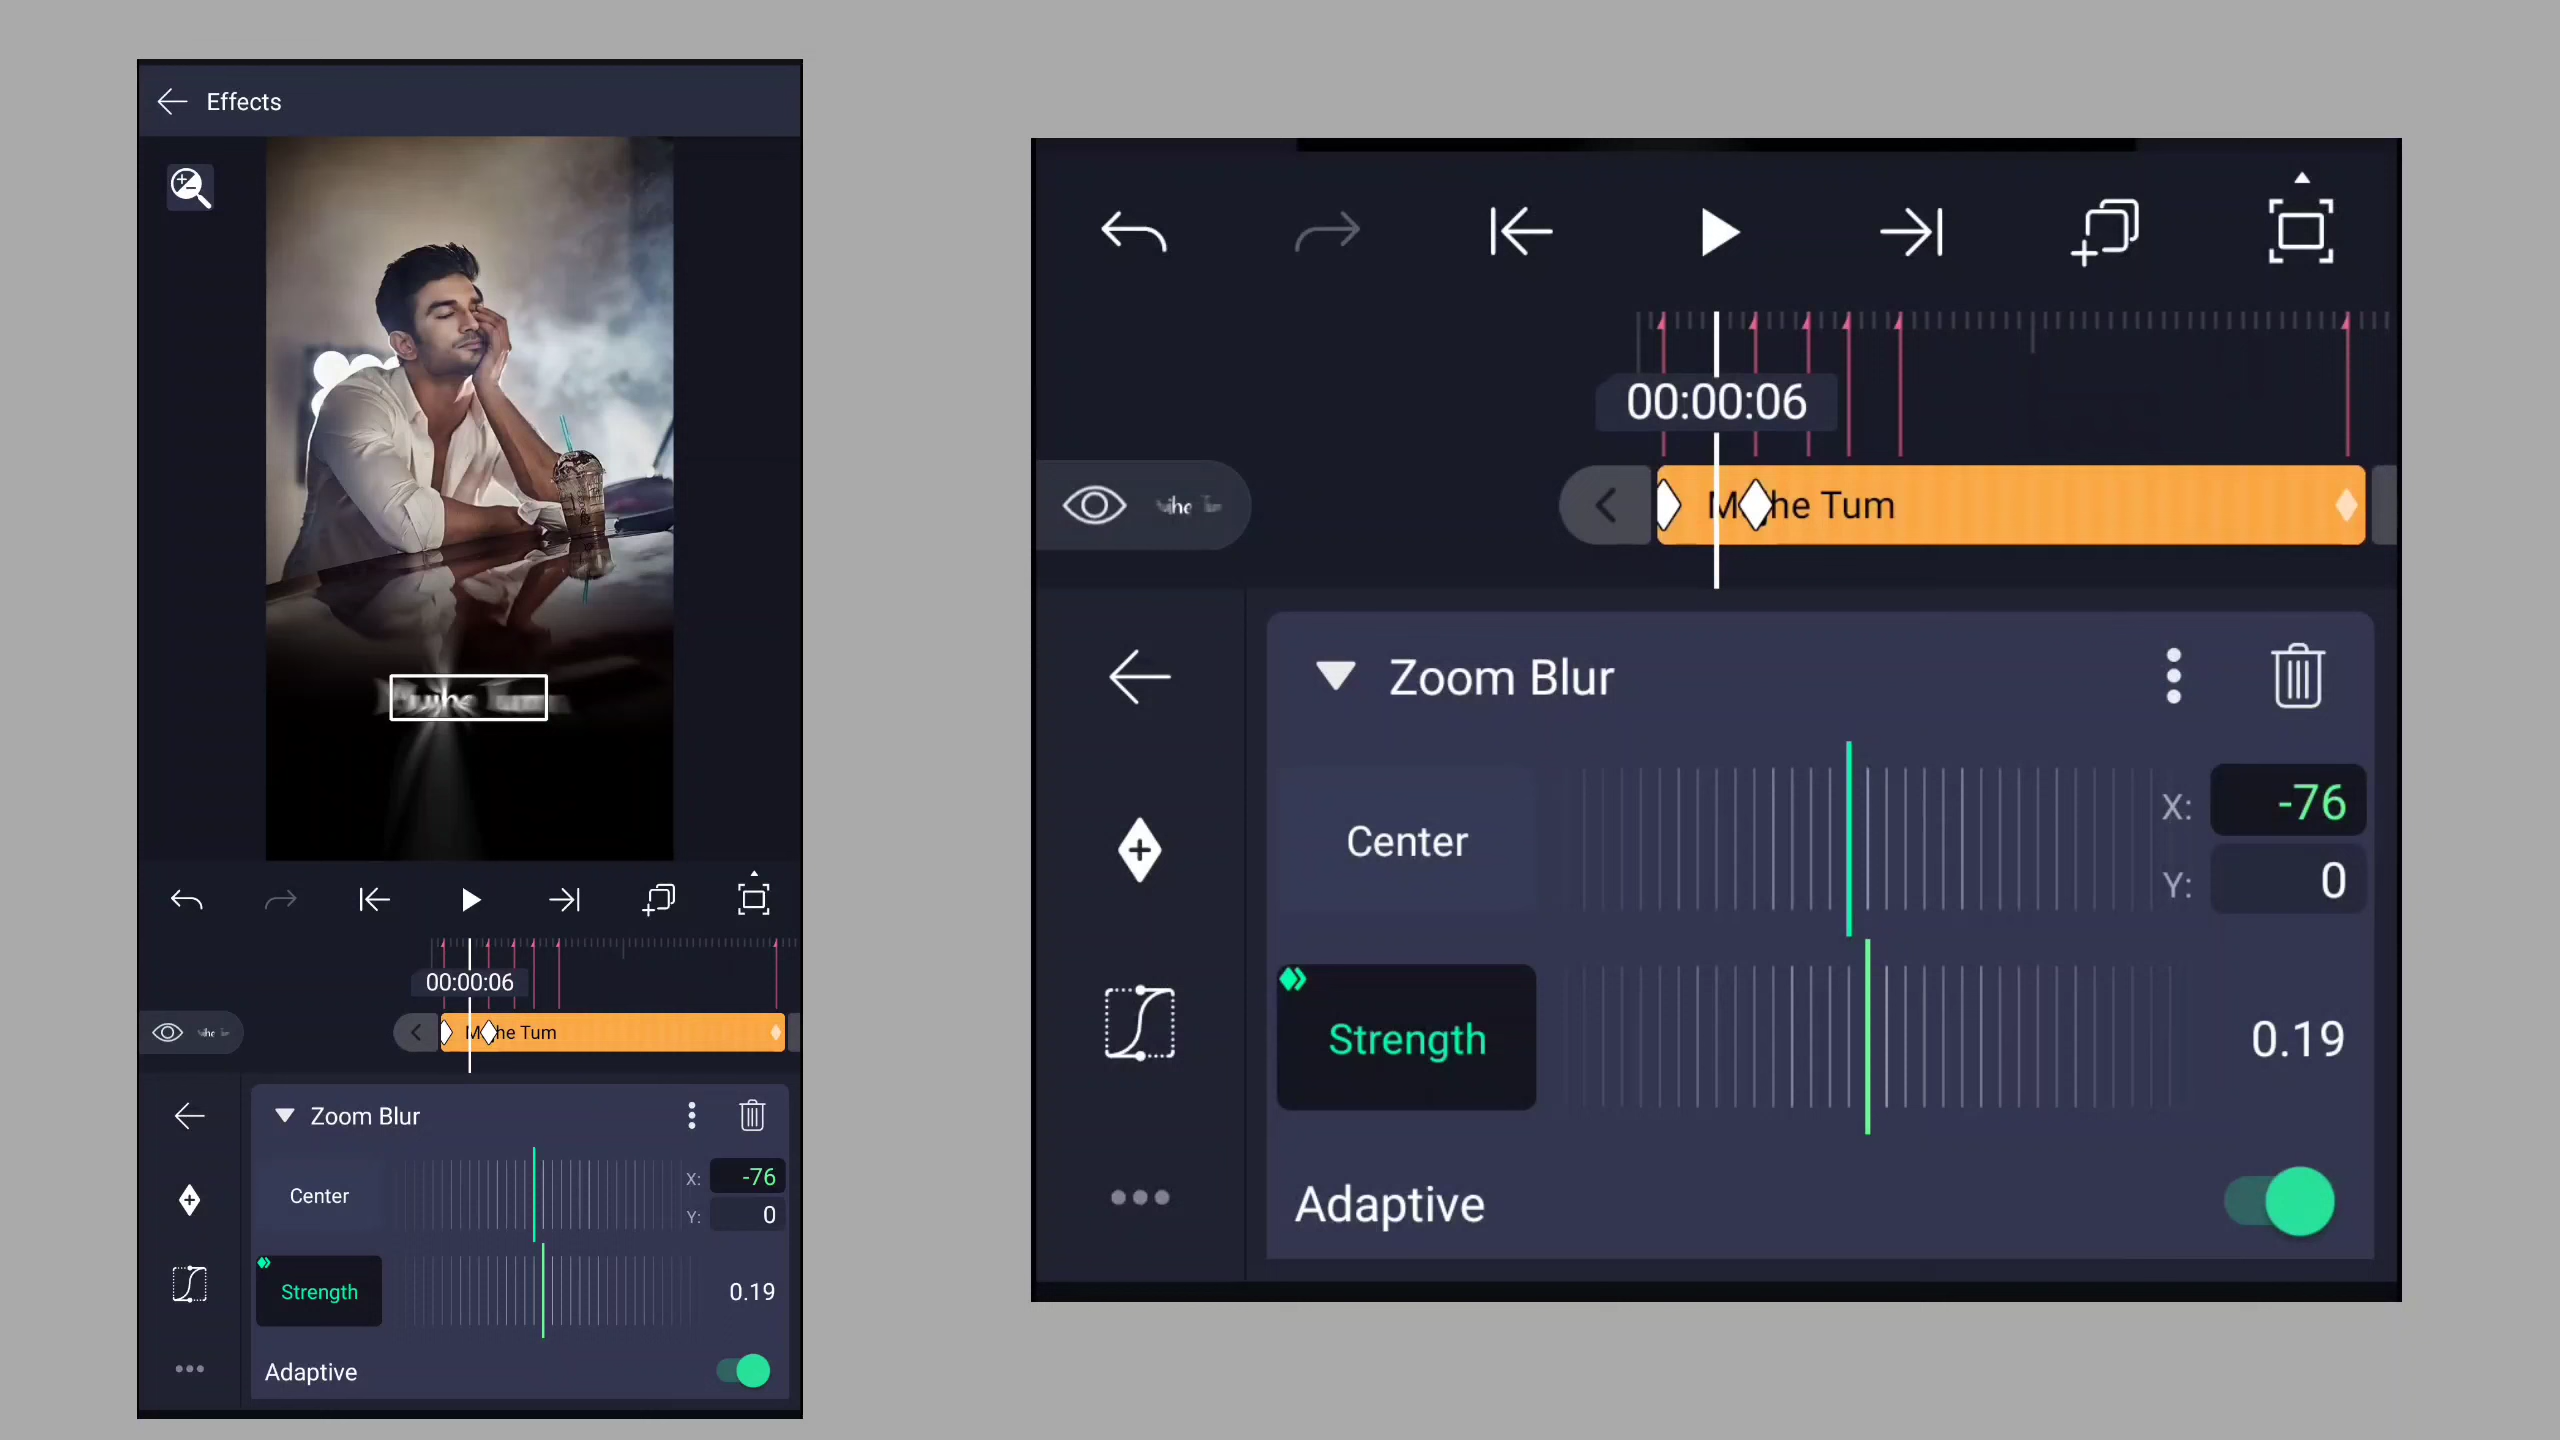 Effects
00:00:06
he Tum
Zoom Blur
Center
X: -76
Y: 0
Strength
0.19
Adaptive
00:00:06
he Tum
Zoom Blur
Center
X: -76
Y: 0
Strength
0.19
Adaptive